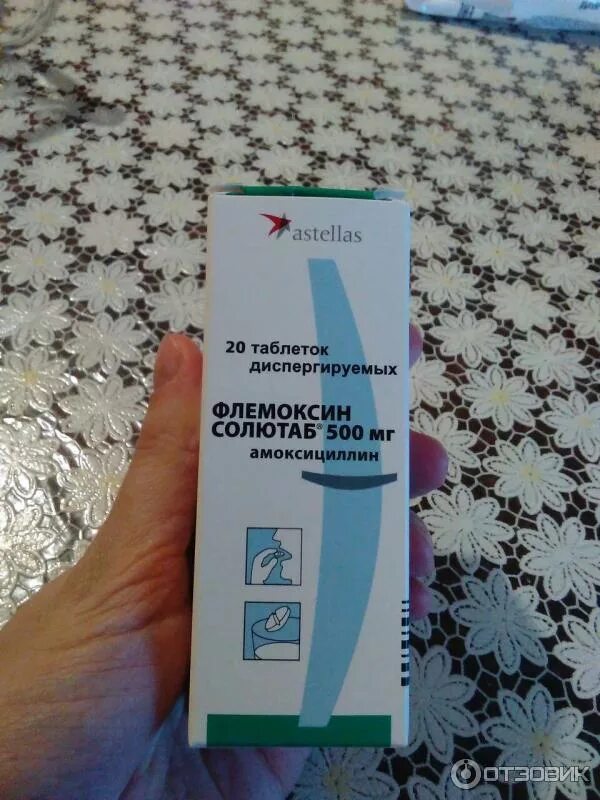 astellas
20 таблеток
диспергируемых
ФЛЕМОКСИН
СОЛЮТАБ® 500 мг
амоксициллин
ОТЗОВИК